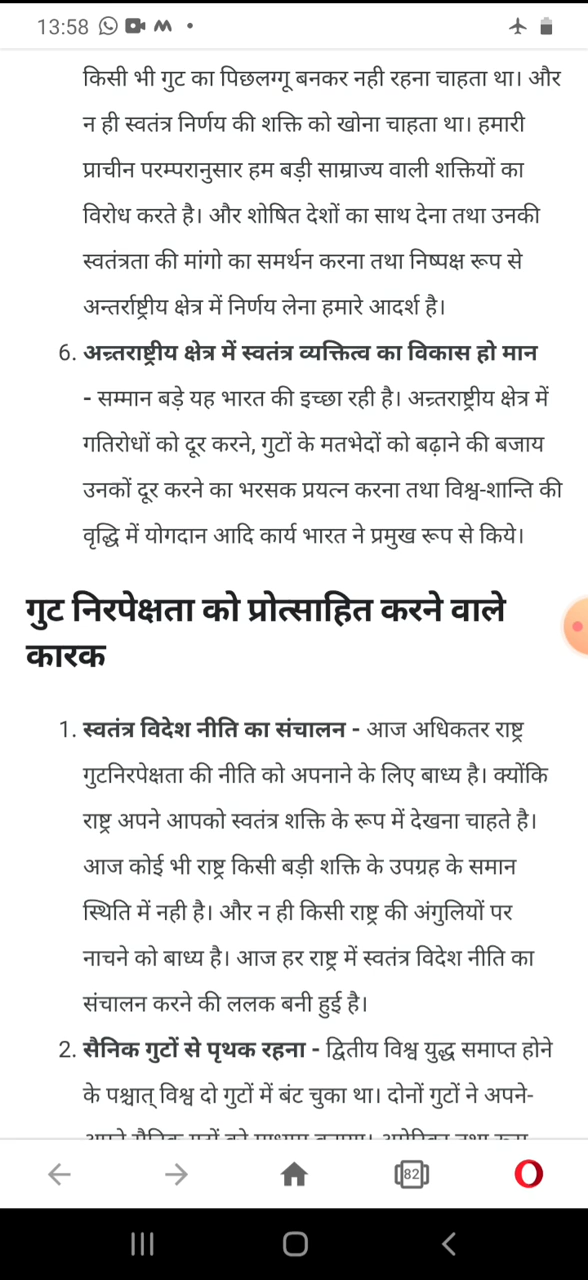 13:58
किसी भी गुट का पिछलग्गू बनकर नही रहना चाहता था। और
न ही स्वतंत्र निर्णय की शक्ति को खोना चाहता था। हमारी
प्राचीन परम्परानुसार हम बड़ी साम्राज्य वाली शक्तियों का
विरोध करते है। और शोषित देशों का साथ देना तथा उनकी
स्वतंत्रता की मांगो का समर्थन करना तथा निष्पक्ष रूप से
अन्तर्राष्ट्रीय क्षेत्र में निर्णय लेना हमारे आदर्श है।
6. अन्र्तराष्ट्रीय क्षेत्र में स्वतंत्र व्यक्तित्व का विकास हो मान
- सम्मान बड़े यह भारत की इच्छा रही है। अन्र्तराष्ट्रीय क्षेत्र में
गतिरोधों को दूर करने, गुटों के मतभेदों को बढ़ाने की बजाय
उनकों दूर करने का भरसक प्रयत्न करना तथा विश्व-शान्ति की
वृद्धि में योगदान आदि कार्य भारत ने प्रमुख रूप से किये।
गुट निरपेक्षता को प्रोत्साहित करने वाले
कारक
1. स्वतंत्र विदेश नीति का संचालन - आज अधिकतर राष्ट्र
गुटनिरपेक्षता की नीति को अपनाने के लिए बाध्य है। क्योंकि
राष्ट्र अपने आपको स्वतंत्र शक्ति के रूप में देखना चाहते है।
आज कोई भी राष्ट्र किसी बड़ी शक्ति के उपग्रह के समान
स्थिति में नही है। और न ही किसी राष्ट्र की अंगुलियों पर
नाचने को बाध्य है। आज हर राष्ट्र में स्वतंत्र विदेश नीति का
संचालन करने की ललक बनी हुई है।
2. सैनिक गुटों से पृथक रहना - द्वितीय विश्व युद्ध समाप्त होने
के पश्चात् विश्व दो गुटों में बंट चुका था। दोनों गुटों ने अपने-
82